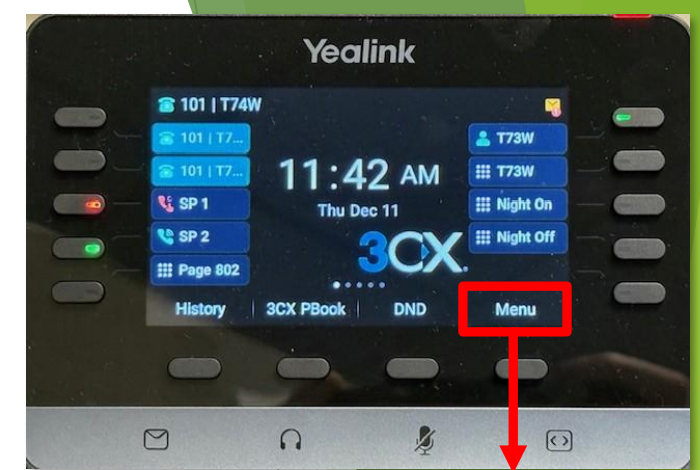 Yealink
101 | T74W
101 | T7...
T73W
101 | T7...
T73W
11:42 AM
SP 1
Night On
Thu Dec 11
SP 2
Night Off
3CX
Page 802
History
3CX PBook
DND
Menu